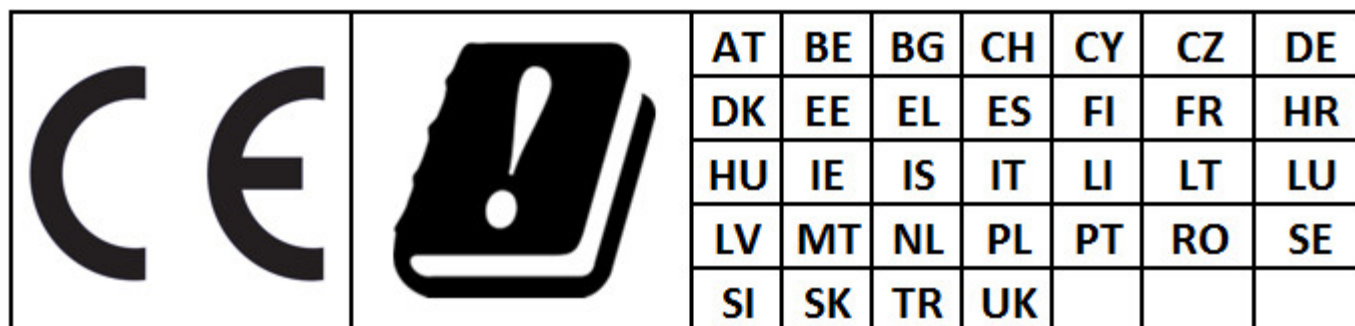 CE
!
AT BE BG CH CY CZ DE
DK EE EL ES FI FR HR
HU IE IS IT LI LT LU
LV MT NL PL PT RO SE
SI SK TR UK